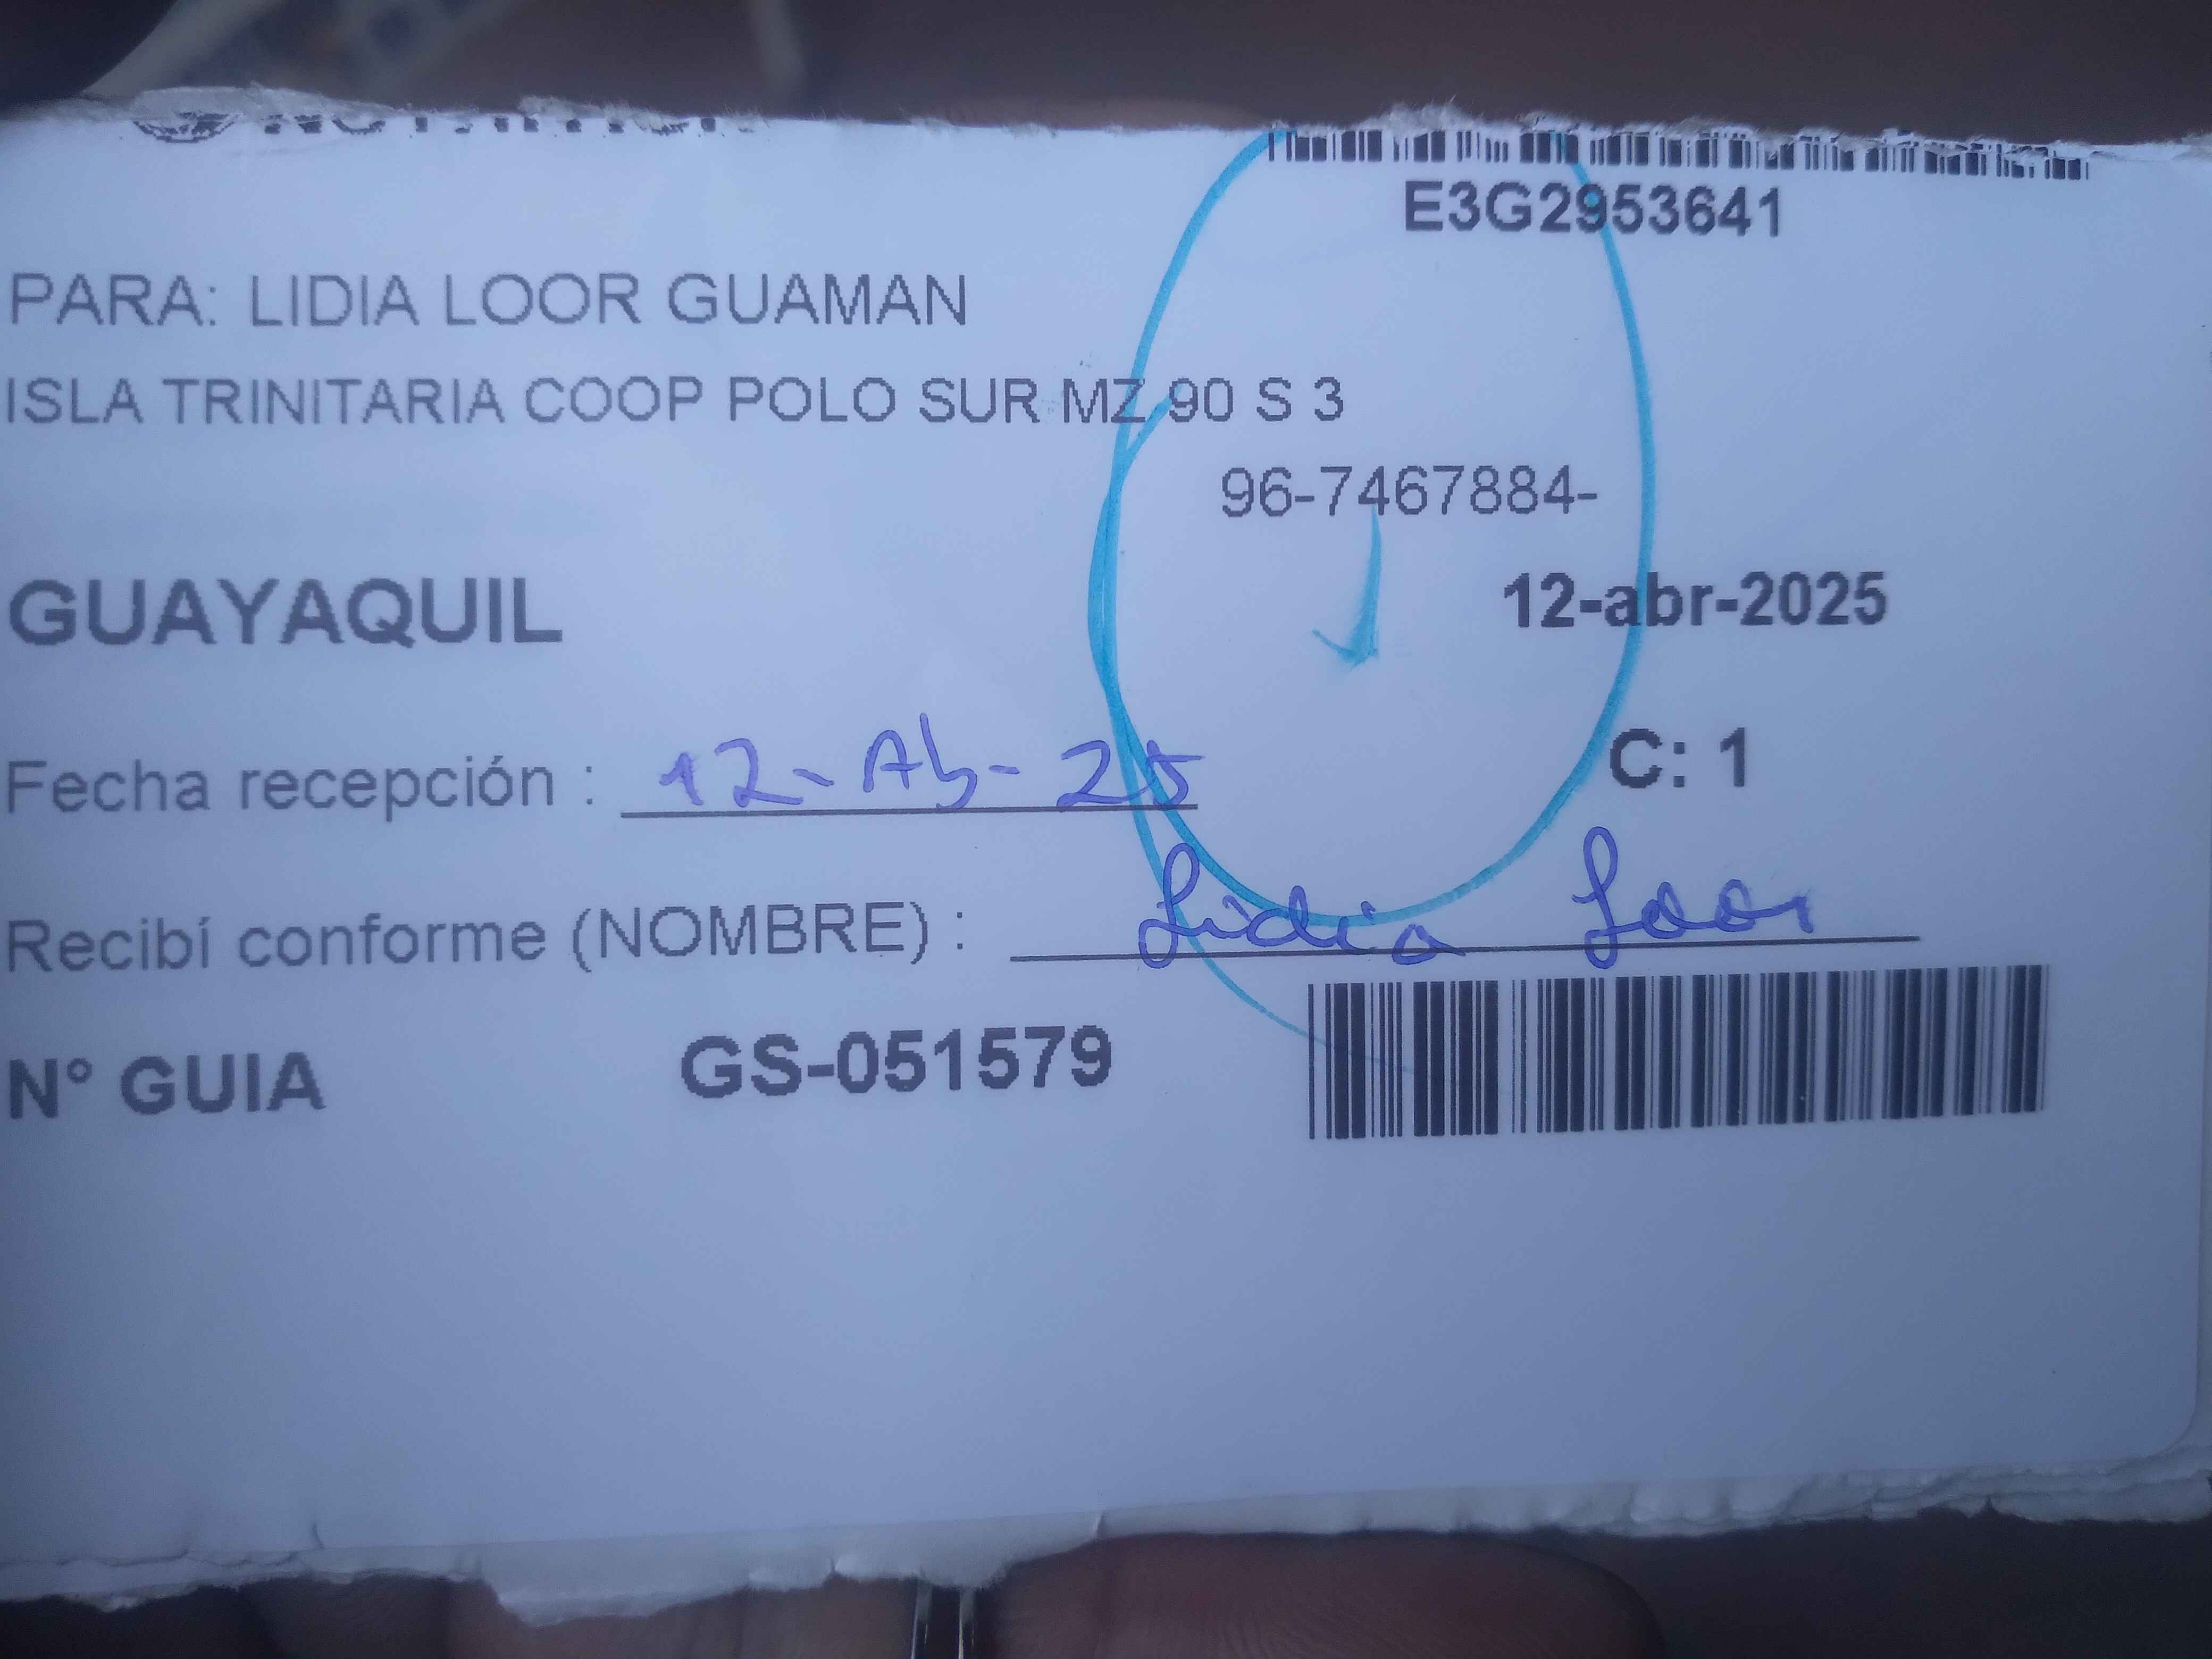 E3G2953641
PARA: LIDIA LOOR GUAMAN
ISLA TRINITARIA COOP POLO SUR MZ 90 S 3
96-7467884-
GUAYAQUIL 12-abr-2025
Fecha recepción : 12-Ab-25 C: 1
Recibí conforme (NOMBRE) : Lidia Loor
N° GUIA GS-051579